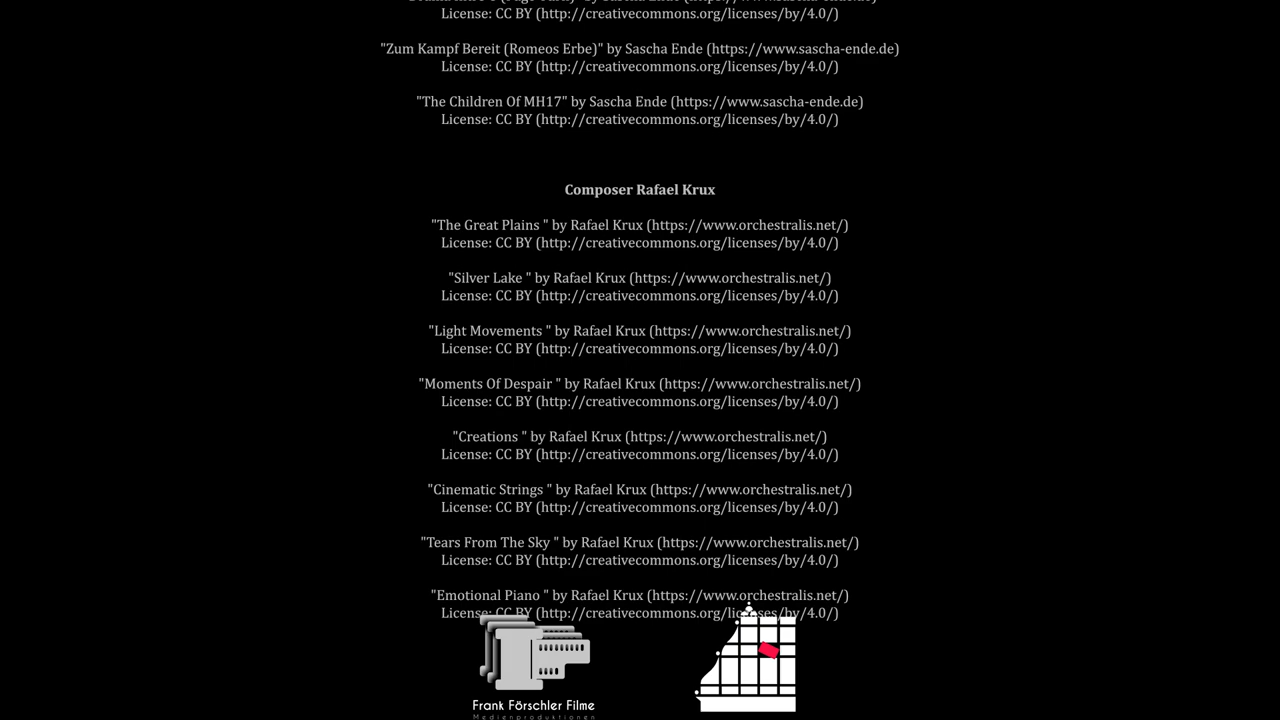 License: CC BY (http://creativecommons.org/licenses/by/4.0/)
"Zum Kampf Bereit (Romeos Erbe)" by Sascha Ende (https://www.sascha-ende.de)
License: CC BY (http://creativecommons.org/licenses/by/4.0/)
"The Children Of MH17" by Sascha Ende (https://www.sascha-ende.de)
License: CC BY (http://creativecommons.org/licenses/by/4.0/)
Composer Rafael Krux
"The Great Plains " by Rafael Krux (https://www.orchestralis.net/)
License: CC BY (http://creativecommons.org/licenses/by/4.0/)
"Silver Lake " by Rafael Krux (https://www.orchestralis.net/)
License: CC BY (http://creativecommons.org/licenses/by/4.0/)
"Light Movements " by Rafael Krux (https://www.orchestralis.net/)
License: CC BY (http://creativecommons.org/licenses/by/4.0/)
"Moments Of Despair " by Rafael Krux (https://www.orchestralis.net/)
License: CC BY (http://creativecommons.org/licenses/by/4.0/)
"Creations " by Rafael Krux (https://www.orchestralis.net/)
License: CC BY (http://creativecommons.org/licenses/by/4.0/)
"Cinematic Strings " by Rafael Krux (https://www.orchestralis.net/)
License: CC BY (http://creativecommons.org/licenses/by/4.0/)
"Tears From The Sky " by Rafael Krux (https://www.orchestralis.net/)
License: CC BY (http://creativecommons.org/licenses/by/4.0/)
"Emotional Piano " by Rafael Krux (https://www.orchestralis.net/)
License: CC BY (http://creativecommons.org/licenses/by/4.0/)
Frank Förschler Filme
Medienproduktionen